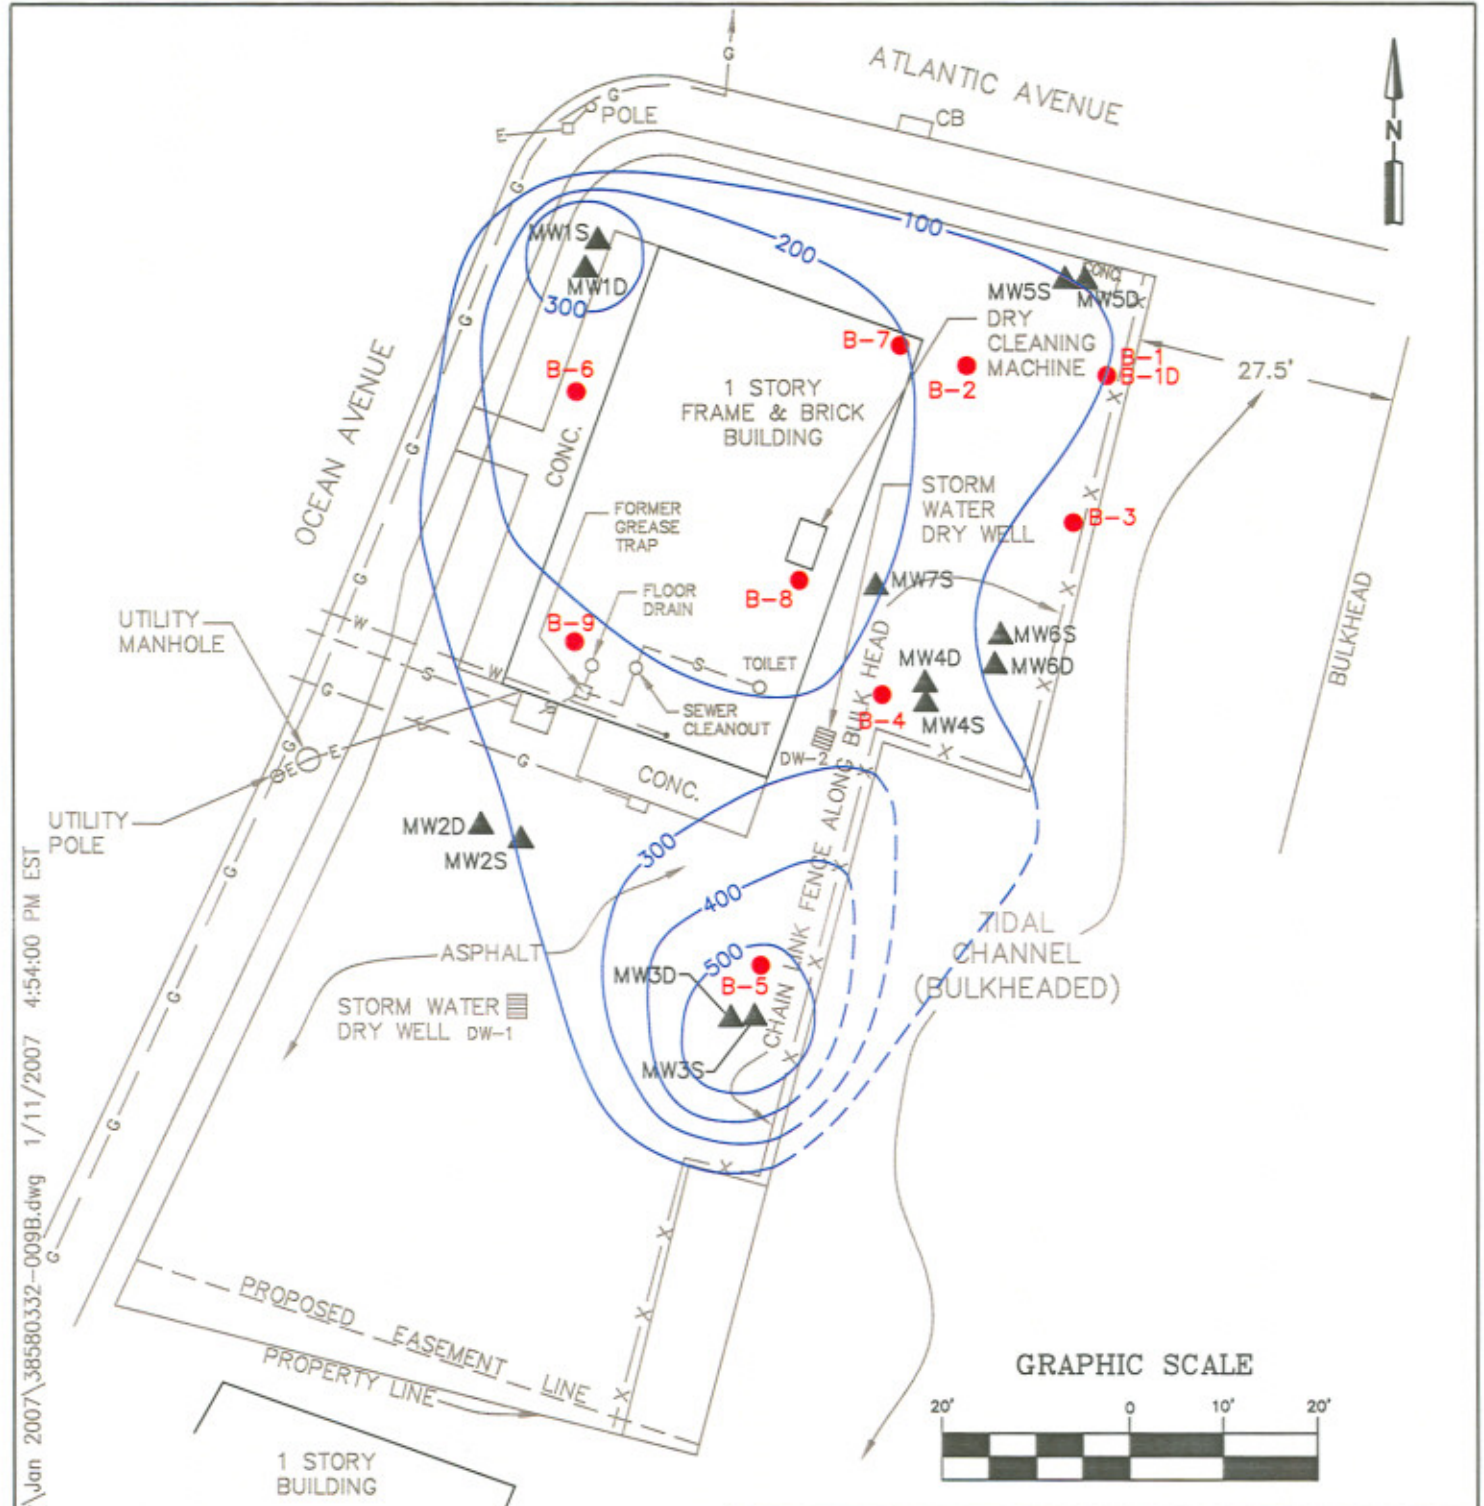 ATLANTIC AVENUE
G
G
POLE
E
CB
N
G
100
200
MW1S
MW1D
300
MW5S
CONC.
MW5D
DRY
CLEANING
MACHINE
B-7
B-2
B-1
B-1D
27.5'
G
B-6
1 STORY
FRAME & BRICK
BUILDING
X
OCEAN AVENUE
G
CONC.
STORM
WATER
DRY WELL
X
B-3
FORMER
GREASE
TRAP
G
B-8
MW7S
X
BULKHEAD
FLOOR
DRAIN
UTILITY
MANHOLE
W
B-9
MW6S
MW6D
MW4D
MW4S
B-4
X
W
S
S
TOILET
G
S
SEWER
CLEANOUT
DW-2
X
X
G
E
E
G
CONC.
CHAIN LINK FENCE ALONG BULK HEAD
UTILITY
POLE
MW2D
MW2S
300
X
G
400
TIDAL
CHANNEL
(BULKHEADED)
ASPHALT
500
MW3D
B-5
X
G
STORM WATER
DRY WELL DW-1
MW3S
X
G
X
X
G
X
X
PROPOSED EASEMENT LINE
PROPERTY LINE
1 STORY
BUILDING
GRAPHIC SCALE
20' 0 10' 20'
\Jan 2007\38580332-009B.dwg 1/11/2007 4:54:00 PM EST